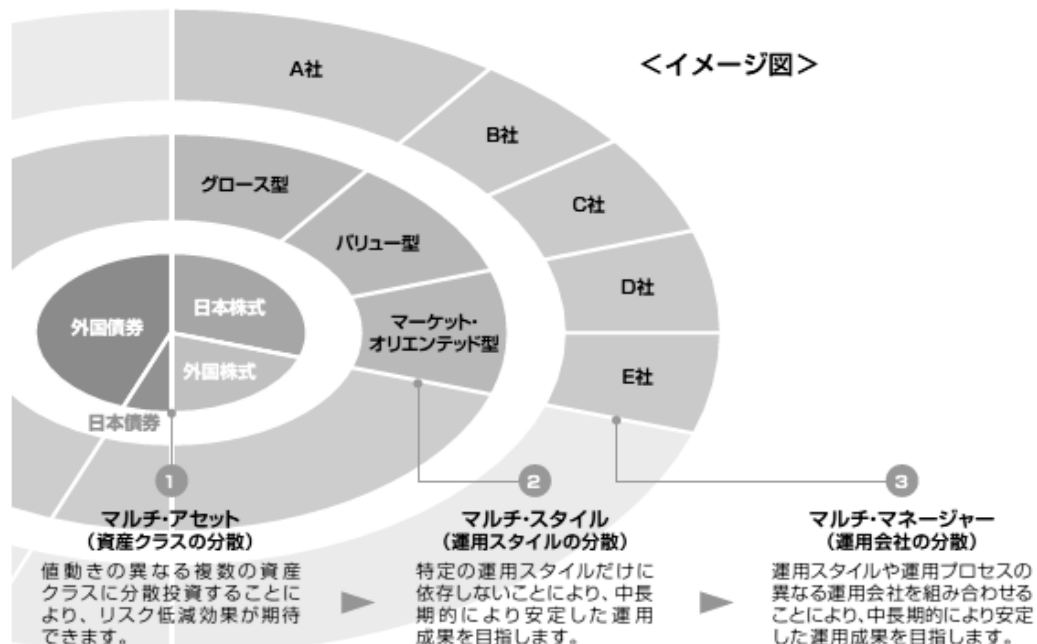 ＜イメージ図＞
A社
B社
C社
D社
E社
グロース型
バリュー型
マーケット・
オリエンテッド型
外国債券
日本株式
外国株式
日本債券
1
マルチ・アセット
（資産クラスの分散）
値動きの異なる複数の資産
クラスに分散投資することに
より、リスク低減効果が期待
できます。
2
マルチ・スタイル
（運用スタイルの分散）
特定の運用スタイルだけに
依存しないことにより、中長
期的により安定した運用
成果を目指します。
3
マルチ・マネージャー
（運用会社の分散）
運用スタイルや運用プロセスの
異なる運用会社を組み合わせる
ことにより、中長期的により安定
した運用成果を目指します。